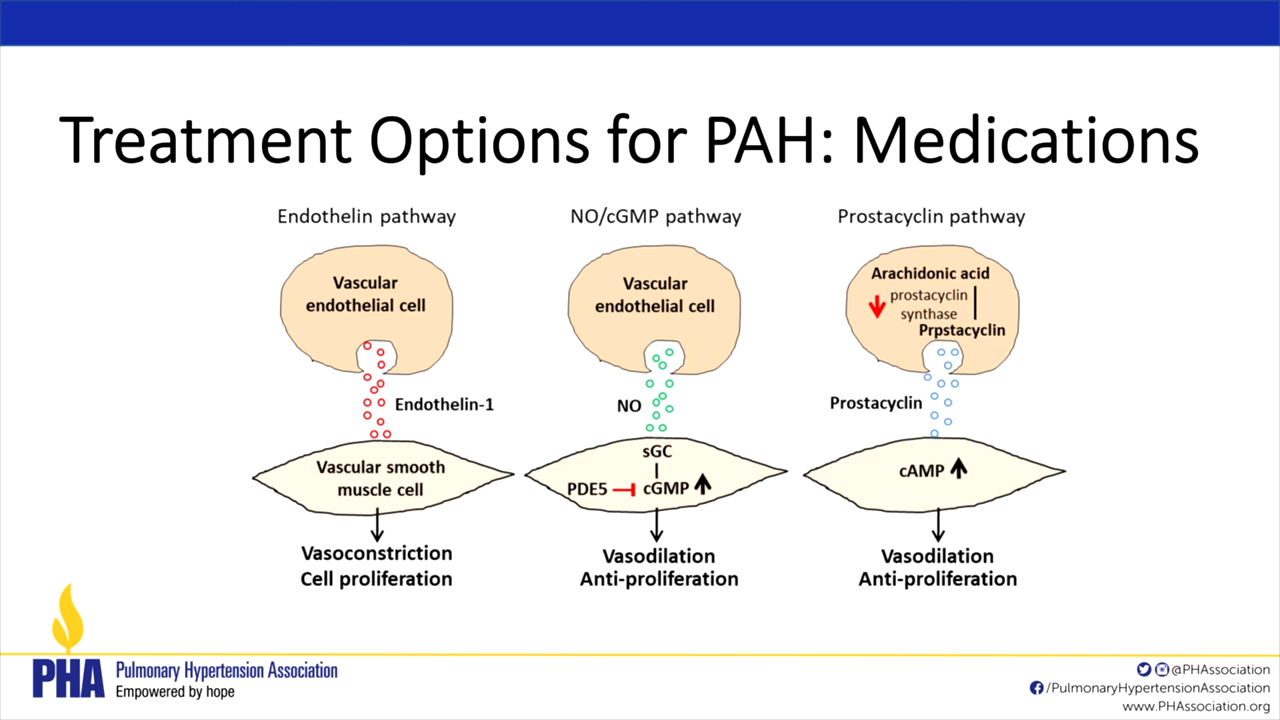 Treatment Options for PAH: Medications
Endothelin pathway
Vascular
endothelial cell
Endothelin-1
Vascular smooth
muscle cell
Vasoconstriction
Cell proliferation
NO/cGMP pathway
Vascular
endothelial cell
NO
sGC
PDE5
cGMP
Vasodilation
Anti-proliferation
Prostacyclin pathway
Arachidonic acid
prostacyclin
synthase
Prpstacyclin
Prostacyclin
cAMP
Vasodilation
Anti-proliferation
PHA
Pulmonary Hypertension Association
Empowered by hope
@PHAssociation
/PulmonaryHypertensionAssociation
www.PHAssociation.org